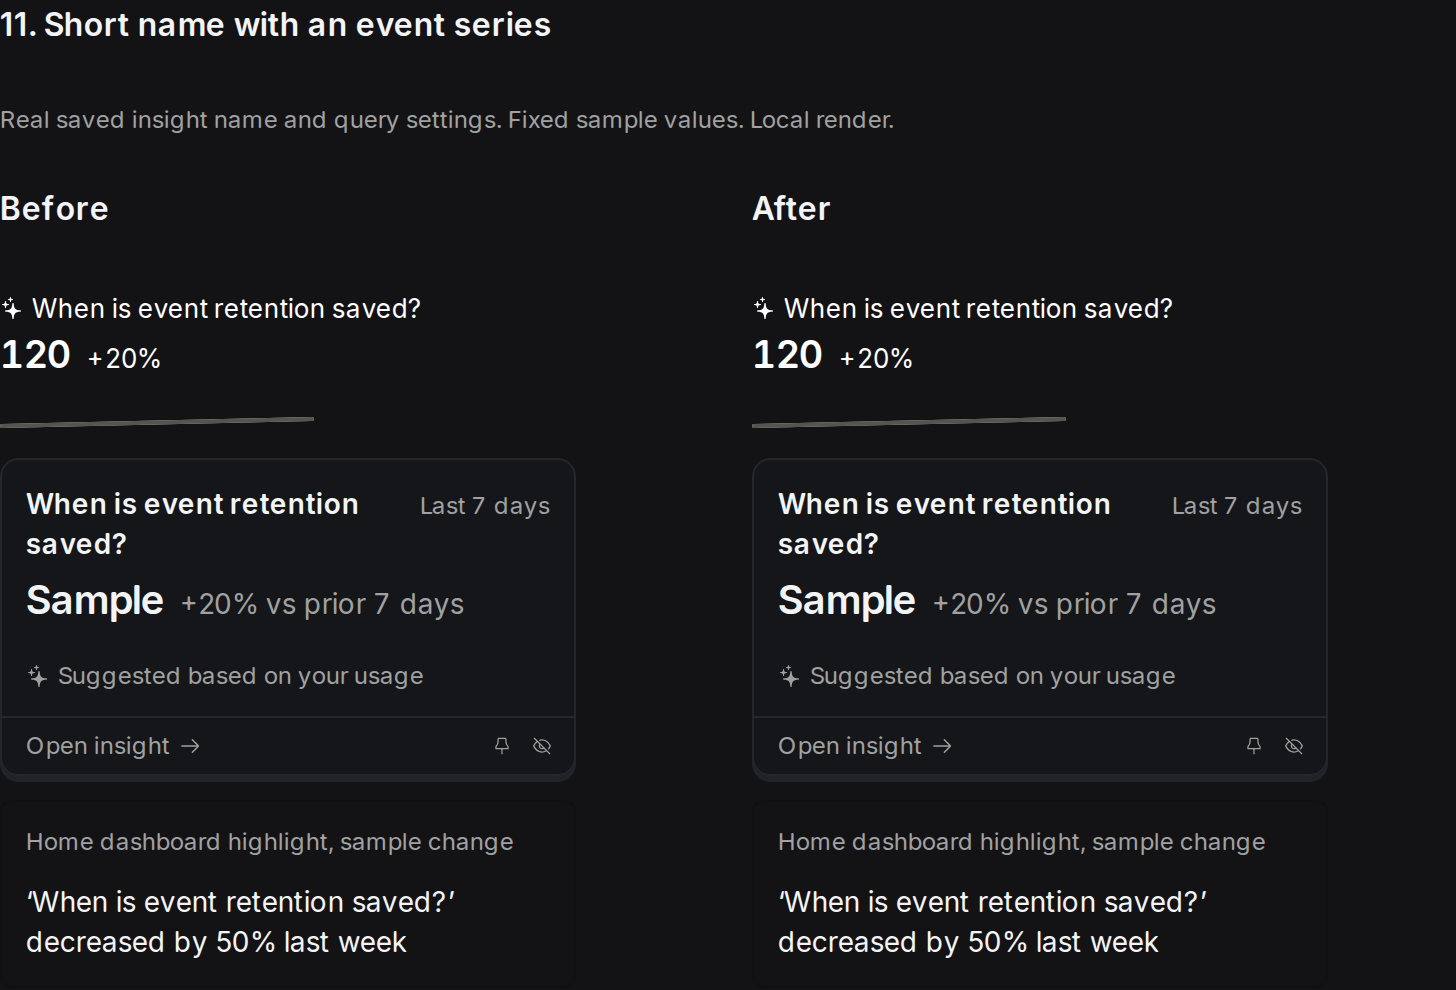 11. Short name with an event series
Real saved insight name and query settings. Fixed sample values. Local render.
Before
When is event retention saved?
120 +20%
When is event retention saved?
Last 7 days
Sample +20% vs prior 7 days
Suggested based on your usage
Open insight →
Home dashboard highlight, sample change
‘When is event retention saved?’
decreased by 50% last week
After
When is event retention saved?
120 +20%
When is event retention
saved?
Last 7 days
Sample +20% vs prior 7 days
Suggested based on your usage
Open insight →
Home dashboard highlight, sample change
‘When is event retention saved?’
decreased by 50% last week